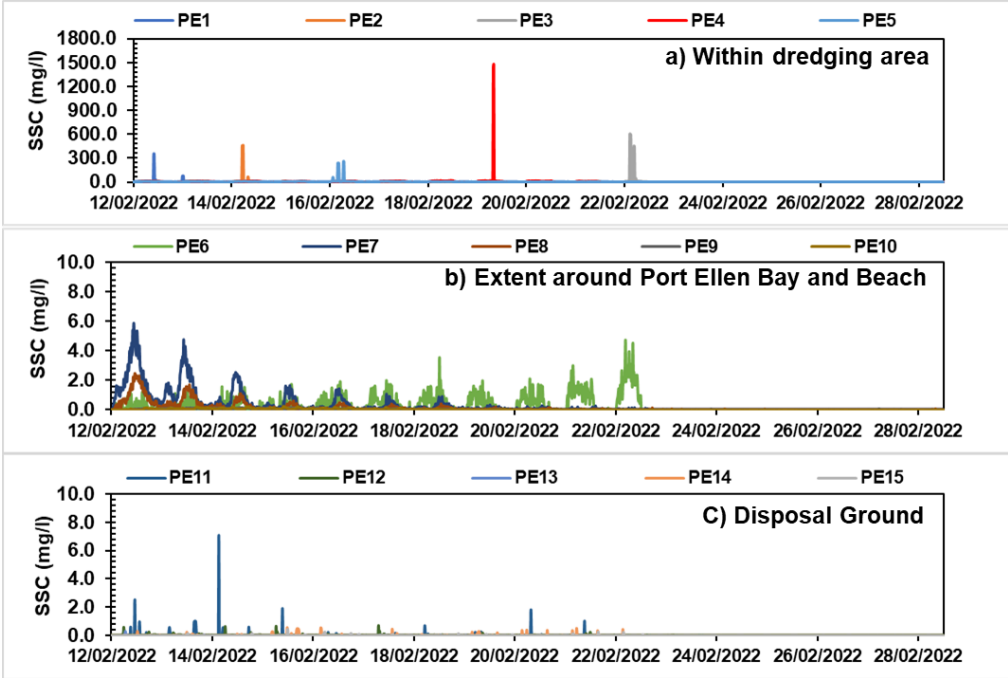 PE1 PE2 PE3 PE4 PE5
a) Within dredging area
SSC (mg/l)
1800.0
1500.0
1200.0
900.0
600.0
300.0
0.0
12/02/2022 14/02/2022 16/02/2022 18/02/2022 20/02/2022 22/02/2022 24/02/2022 26/02/2022 28/02/2022
PE6 PE7 PE8 PE9 PE10
b) Extent around Port Ellen Bay and Beach
SSC (mg/l)
10.0
8.0
6.0
4.0
2.0
0.0
12/02/2022 14/02/2022 16/02/2022 18/02/2022 20/02/2022 22/02/2022 24/02/2022 26/02/2022 28/02/2022
PE11 PE12 PE13 PE14 PE15
C) Disposal Ground
SSC (mg/l)
10.0
8.0
6.0
4.0
2.0
0.0
12/02/2022 14/02/2022 16/02/2022 18/02/2022 20/02/2022 22/02/2022 24/02/2022 26/02/2022 28/02/2022